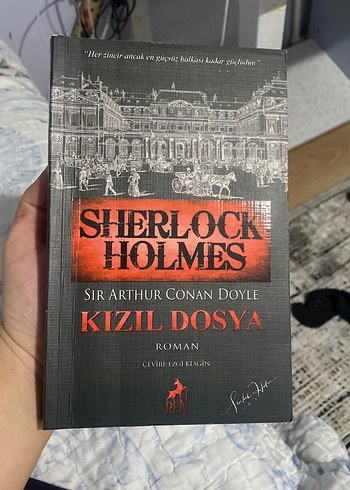 "Her zincir ancak en güçsüz halkası kadar güçlüdür."
SHERLOCK
HOLMES
SIR ARTHUR CONAN DOYLE
KIZIL DOSYA
ROMAN
ÇEVİRİ: EZGİ KESGİN
REN